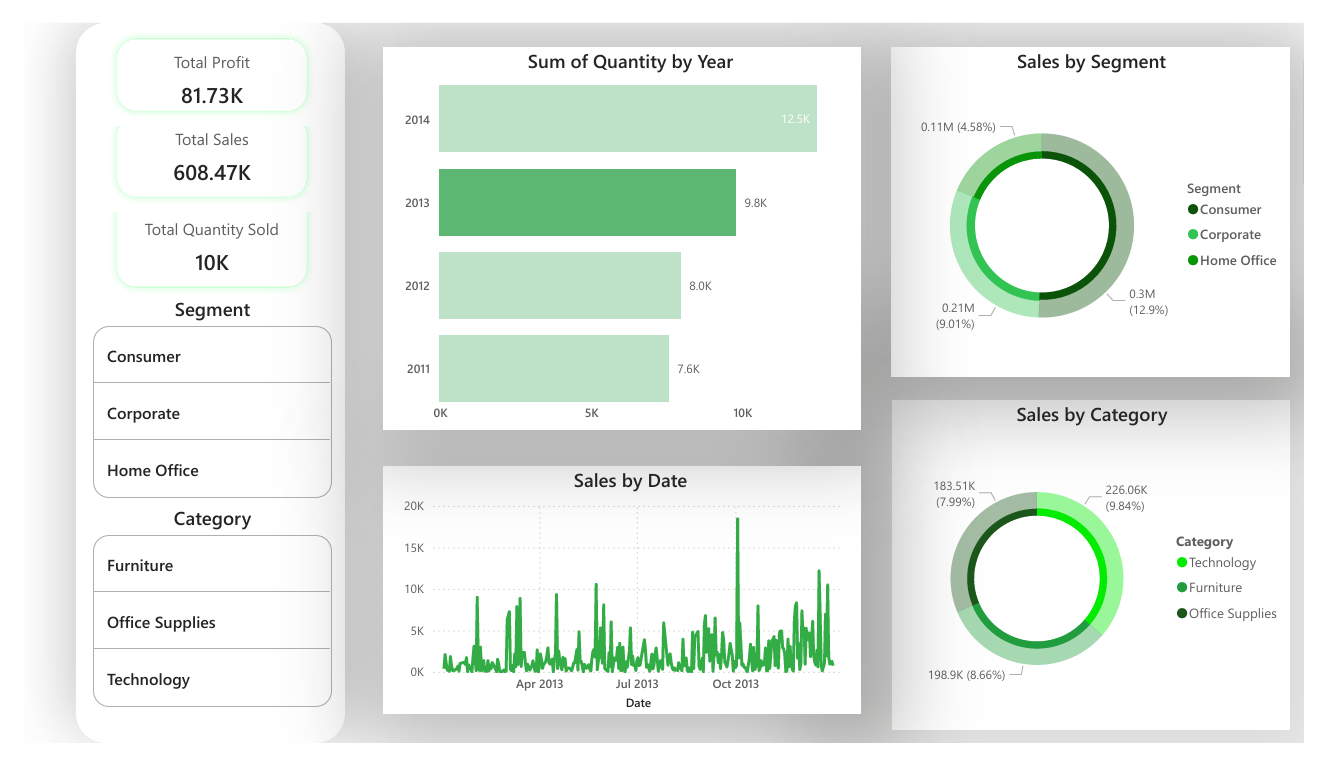 Total Profit
81.73K
Total Sales
608.47K
Total Quantity Sold
10K
Segment
Consumer
Corporate
Home Office
Category
Furniture
Office Supplies
Technology
Sum of Quantity by Year
2014
12.5K
2013
9.8K
2012
8.0K
2011
7.6K
0K 5K 10K
Sales by Date
20K
15K
10K
5K
0K
Apr 2013 Jul 2013 Oct 2013
Date
Sales by Segment
0.11M (4.58%)
0.3M
(12.9%)
0.21M
(9.01%)
Segment
Consumer
Corporate
Home Office
Sales by Category
183.51K
(7.99%)
226.06K
(9.84%)
198.9K (8.66%)
Category
Technology
Furniture
Office Supplies